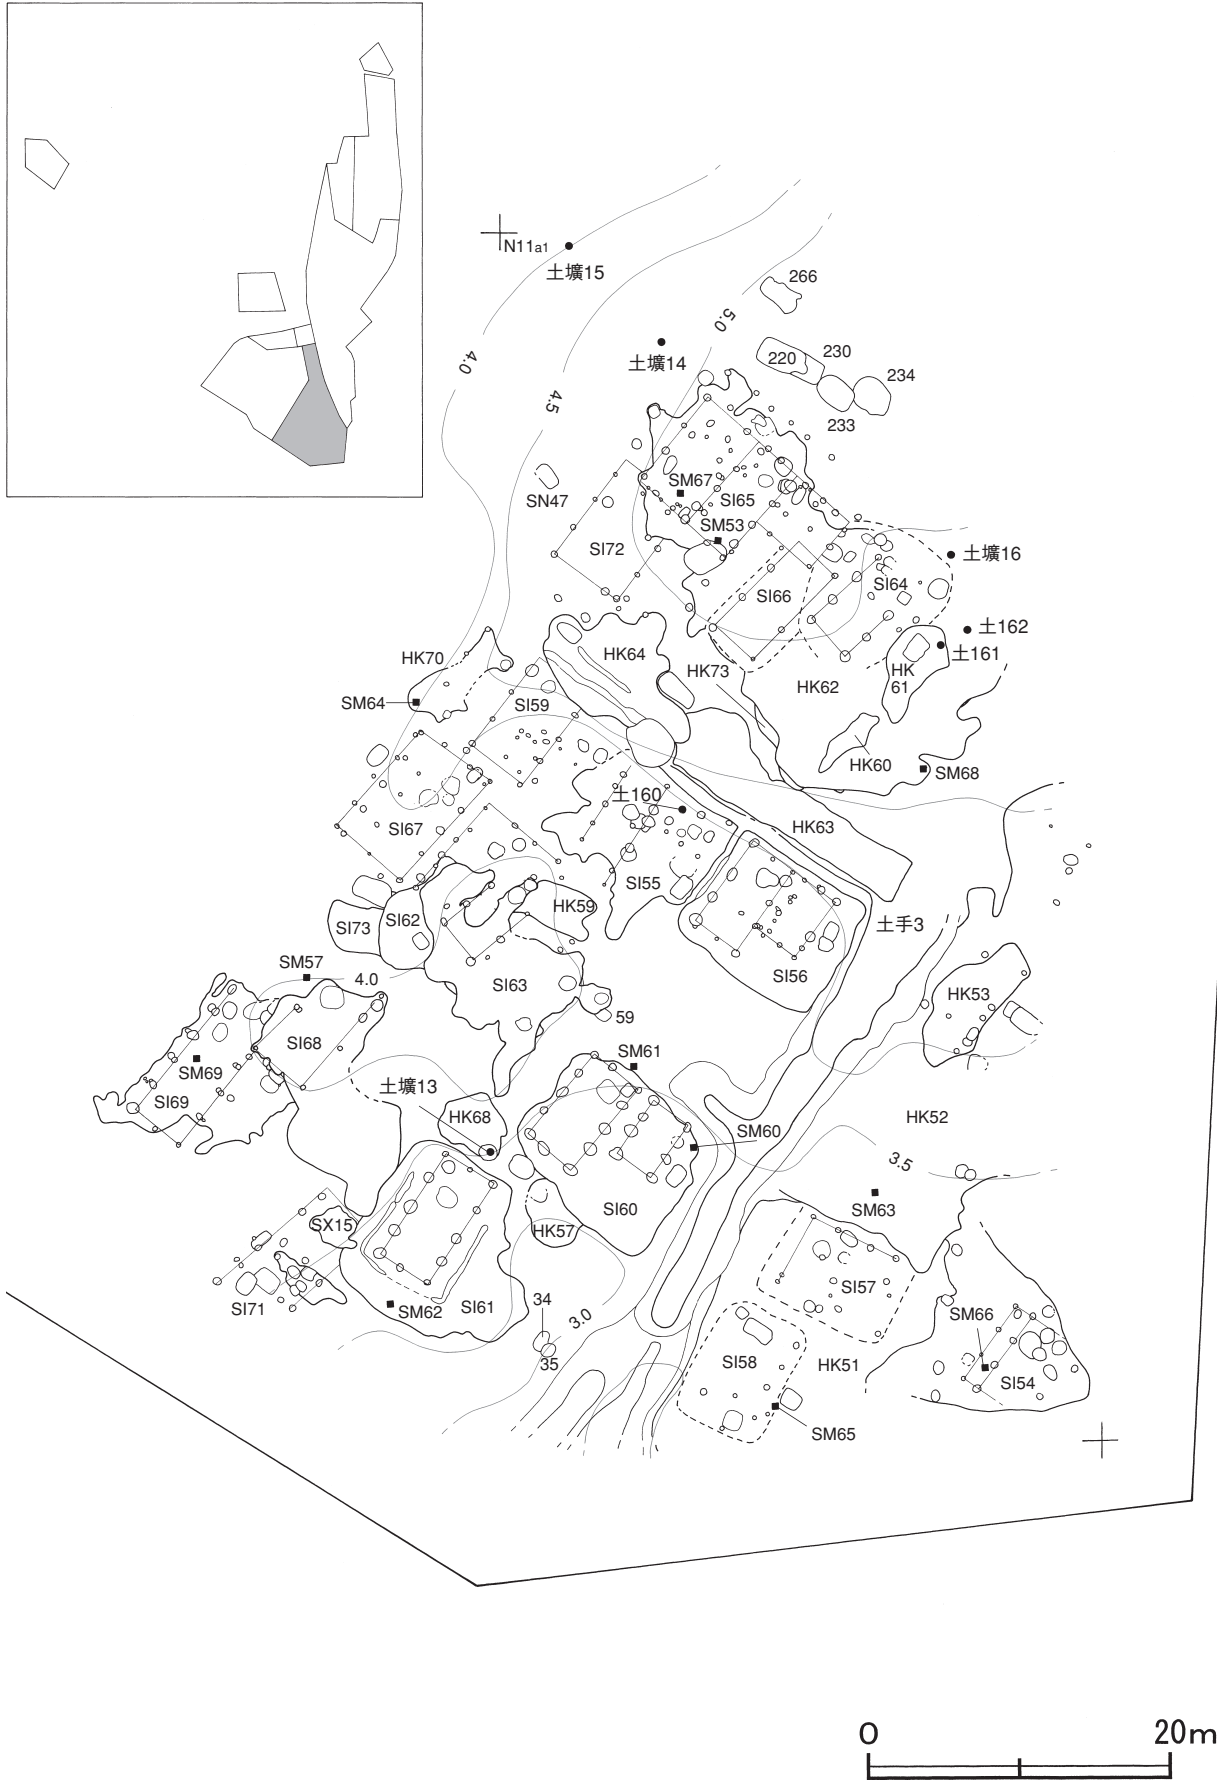 N11a1
土壙15
266
5.0
土壙14
4.0
220
230
234
4.5
233
SM67
SN47
SI65
SM53
SI72
土壙16
SI64
SI66
土162
HK64
土161
HK70
HK73
HK
61
HK62
SM64
SI59
HK60
SM68
土160
HK63
SI67
SI55
HK59
SI62
SI73
土手3
SM57
4.0
SI56
SI63
HK53
59
SI68
SM61
SM69
土壙13
SI69
HK68
HK52
SM60
3.5
SI60
SM63
SX15
HK57
SI57
SI71
SM62
SI61
34
3.0
SM66
SI58
HK51
35
SI54
SM65
0 20m